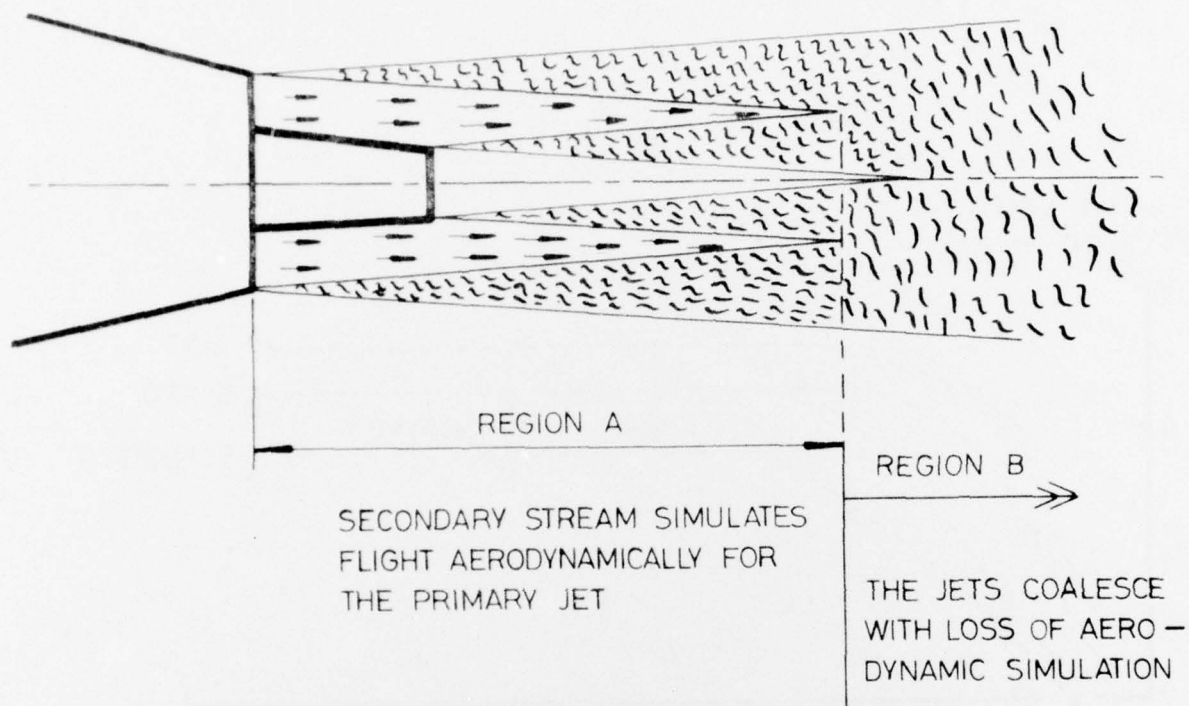 REGION A
REGION B
SECONDARY STREAM SIMULATES
FLIGHT AERODYNAMICALLY FOR
THE PRIMARY JET
THE JETS COALESCE
WITH LOSS OF AERO-
DYNAMIC SIMULATION